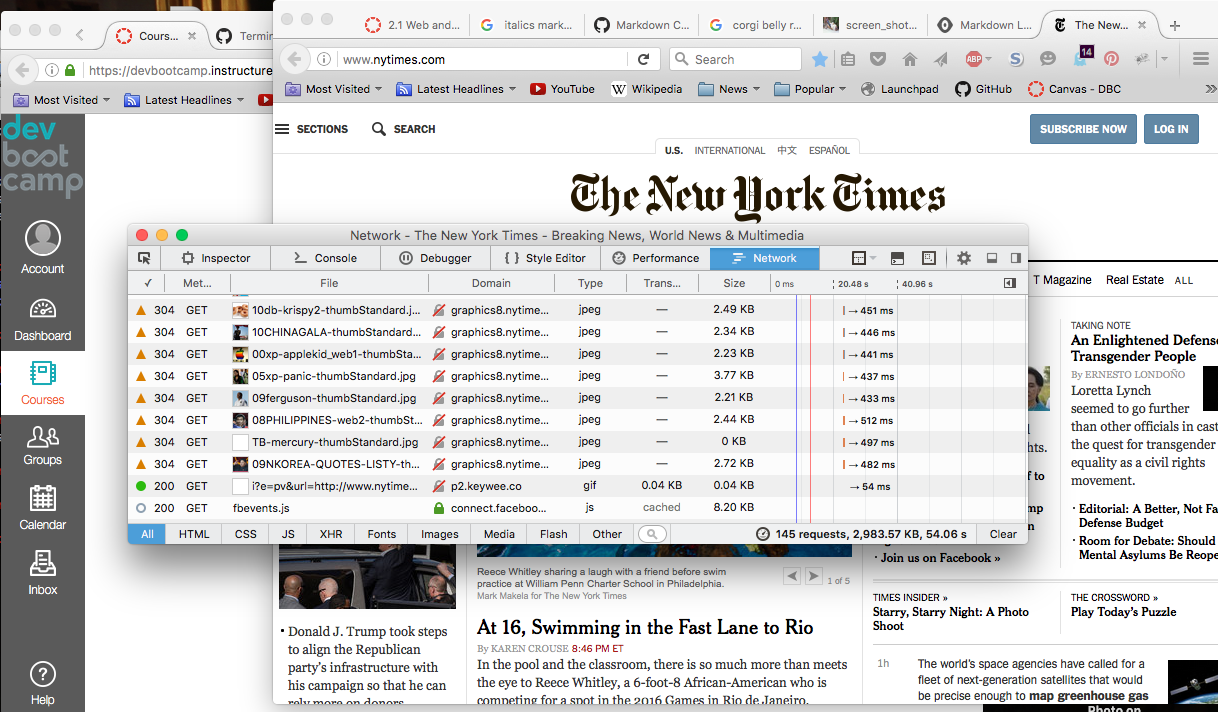 Cours...
Termin
https://devbootcamp.instructure
Most Visited
Latest Headlines
dev
boot
camp
Account
Dashboard
Courses
Groups
Calendar
Inbox
Help
2.1 Web and...
italics mark...
Markdown C...
corgi belly r...
screen_shot...
Markdown L...
The New...
www.nytimes.com
Search
ABP
14
Most Visited
Latest Headlines
YouTube
Wikipedia
News
Popular
Launchpad
GitHub
Canvas - DBC
SECTIONS
SEARCH
SUBSCRIBE NOW
LOG IN
U.S. INTERNATIONAL 中文 ESPAÑOL
The New York Times
T Magazine Real Estate ALL
Network - The New York Times - Breaking News, World News & Multimedia
Inspector
Console
Debugger
Style Editor
Performance
Network
✓ Met... File Domain Type Trans... Size 0 ms 20.48 s 40.96 s
304 GET 10db-krispy2-thumbStandard.j... graphics8.nytime... jpeg — 2.49 KB → 451 ms
304 GET 10CHINAGALA-thumbStandard... graphics8.nytime... jpeg — 2.34 KB → 446 ms
304 GET 00xp-applekid_web1-thumbSta... graphics8.nytime... jpeg — 2.23 KB → 441 ms
304 GET 05xp-panic-thumbStandard.jpg graphics8.nytime... jpeg — 3.77 KB → 437 ms
304 GET 09ferguson-thumbStandard.jpg graphics8.nytime... jpeg — 2.21 KB → 433 ms
304 GET 08PHILIPPINES-web2-thumbSt... graphics8.nytime... jpeg — 2.44 KB → 512 ms
304 GET TB-mercury-thumbStandard.jpg graphics8.nytime... jpeg — 0 KB → 497 ms
304 GET 09NKOREA-QUOTES-LISTY-th... graphics8.nytime... jpeg — 2.72 KB → 482 ms
200 GET i?e=pv&url=http://www.nytime... p2.keywee.co gif 0.04 KB 0.04 KB → 54 ms
200 GET fbevents.js connect.faceboo... js cached 8.20 KB
All HTML CSS JS XHR Fonts Images Media Flash Other
145 requests, 2,983.57 KB, 54.06 s
Clear
Donald J. Trump took steps
to align the Republican
party's infrastructure with
his campaign so that he can
rely more on donors
Reece Whitley sharing a laugh with a friend before swim
practice at William Penn Charter School in Philadelphia.
Mark Makela for The New York Times
1 of 5
At 16, Swimming in the Fast Lane to Rio
By KAREN CROUSE 8:46 PM ET
In the pool and the classroom, there is so much more than meets
the eye to Reece Whitley, a 6-foot-8 African-American who is
competing for a spot in the 2016 Games in Rio de Janeiro.
hts.
f to
mp
Join us on Facebook »
TAKING NOTE
An Enlightened Defense
Transgender People
By ERNESTO LONDOÑO
Loretta Lynch
seemed to go further
than other officials in cast
the quest for transgender
equality as a civil rights
movement.
Editorial: A Better, Not Fa
Defense Budget
Room for Debate: Should
Mental Asylums Be Reope
TIMES INSIDER »
Starry, Starry Night: A Photo
Shoot
THE CROSSWORD »
Play Today's Puzzle
1h
The world's space agencies have called for a
fleet of next-generation satellites that would
be precise enough to map greenhouse gas
Photo on